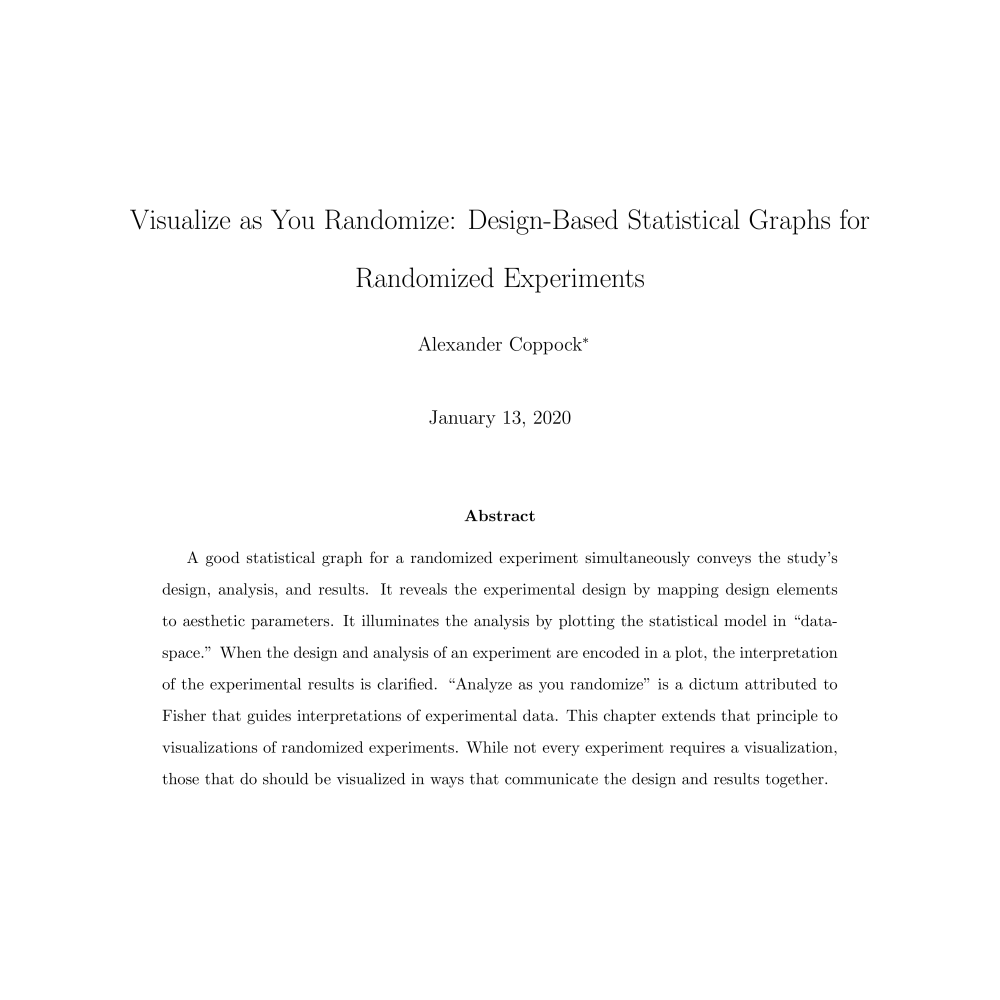 Visualize as You Randomize: Design-Based Statistical Graphs for
Randomized Experiments
Alexander Coppock*
January 13, 2020
Abstract
A good statistical graph for a randomized experiment simultaneously conveys the study’s
design, analysis, and results. It reveals the experimental design by mapping design elements
to aesthetic parameters. It illuminates the analysis by plotting the statistical model in “data-
space.” When the design and analysis of an experiment are encoded in a plot, the interpretation
of the experimental results is clarified. “Analyze as you randomize” is a dictum attributed to
Fisher that guides interpretations of experimental data. This chapter extends that principle to
visualizations of randomized experiments. While not every experiment requires a visualization,
those that do should be visualized in ways that communicate the design and results together.